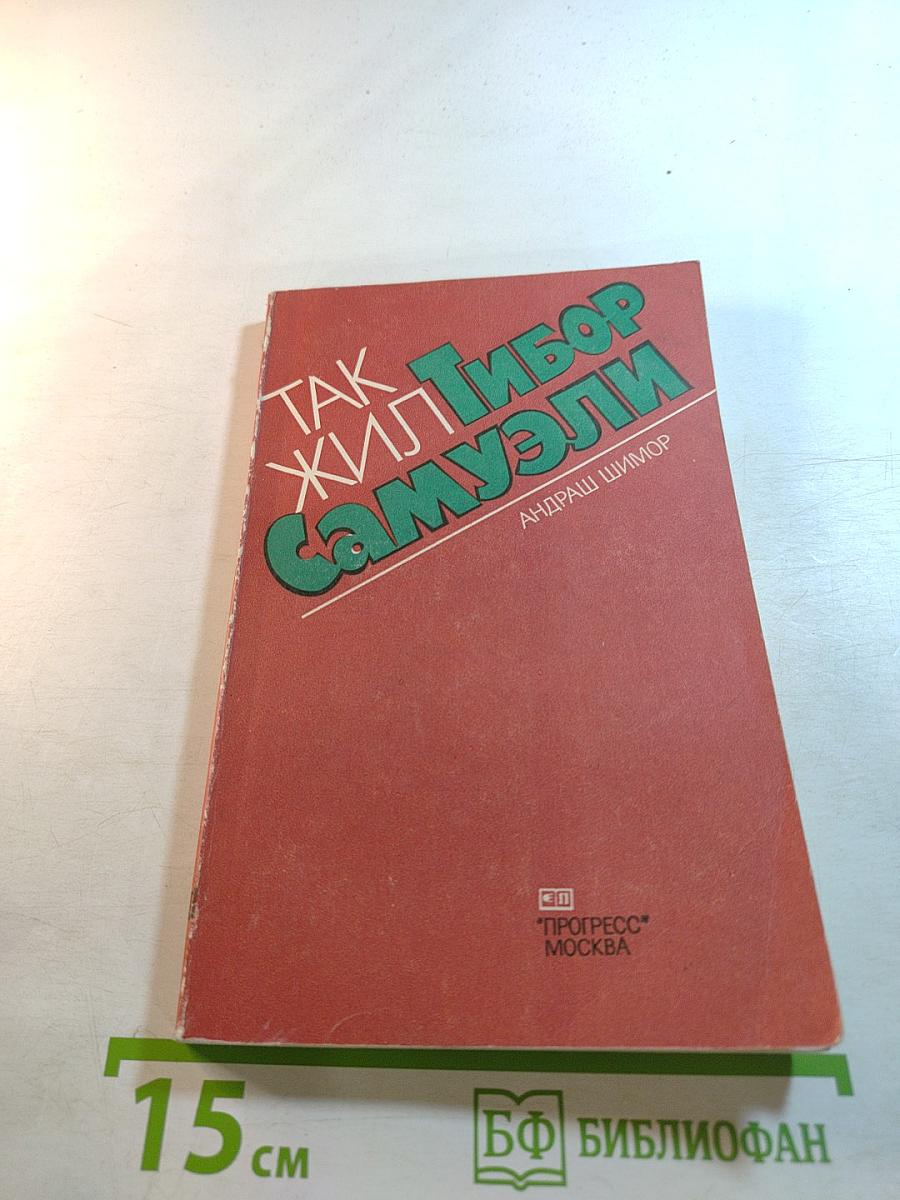 ТАК
ЖИЛ
Тибор
Самуэли
АНДРАШ ШИМОР
"ПРОГРЕСС"
МОСКВА
15 см
БФ БИБЛИОФАН